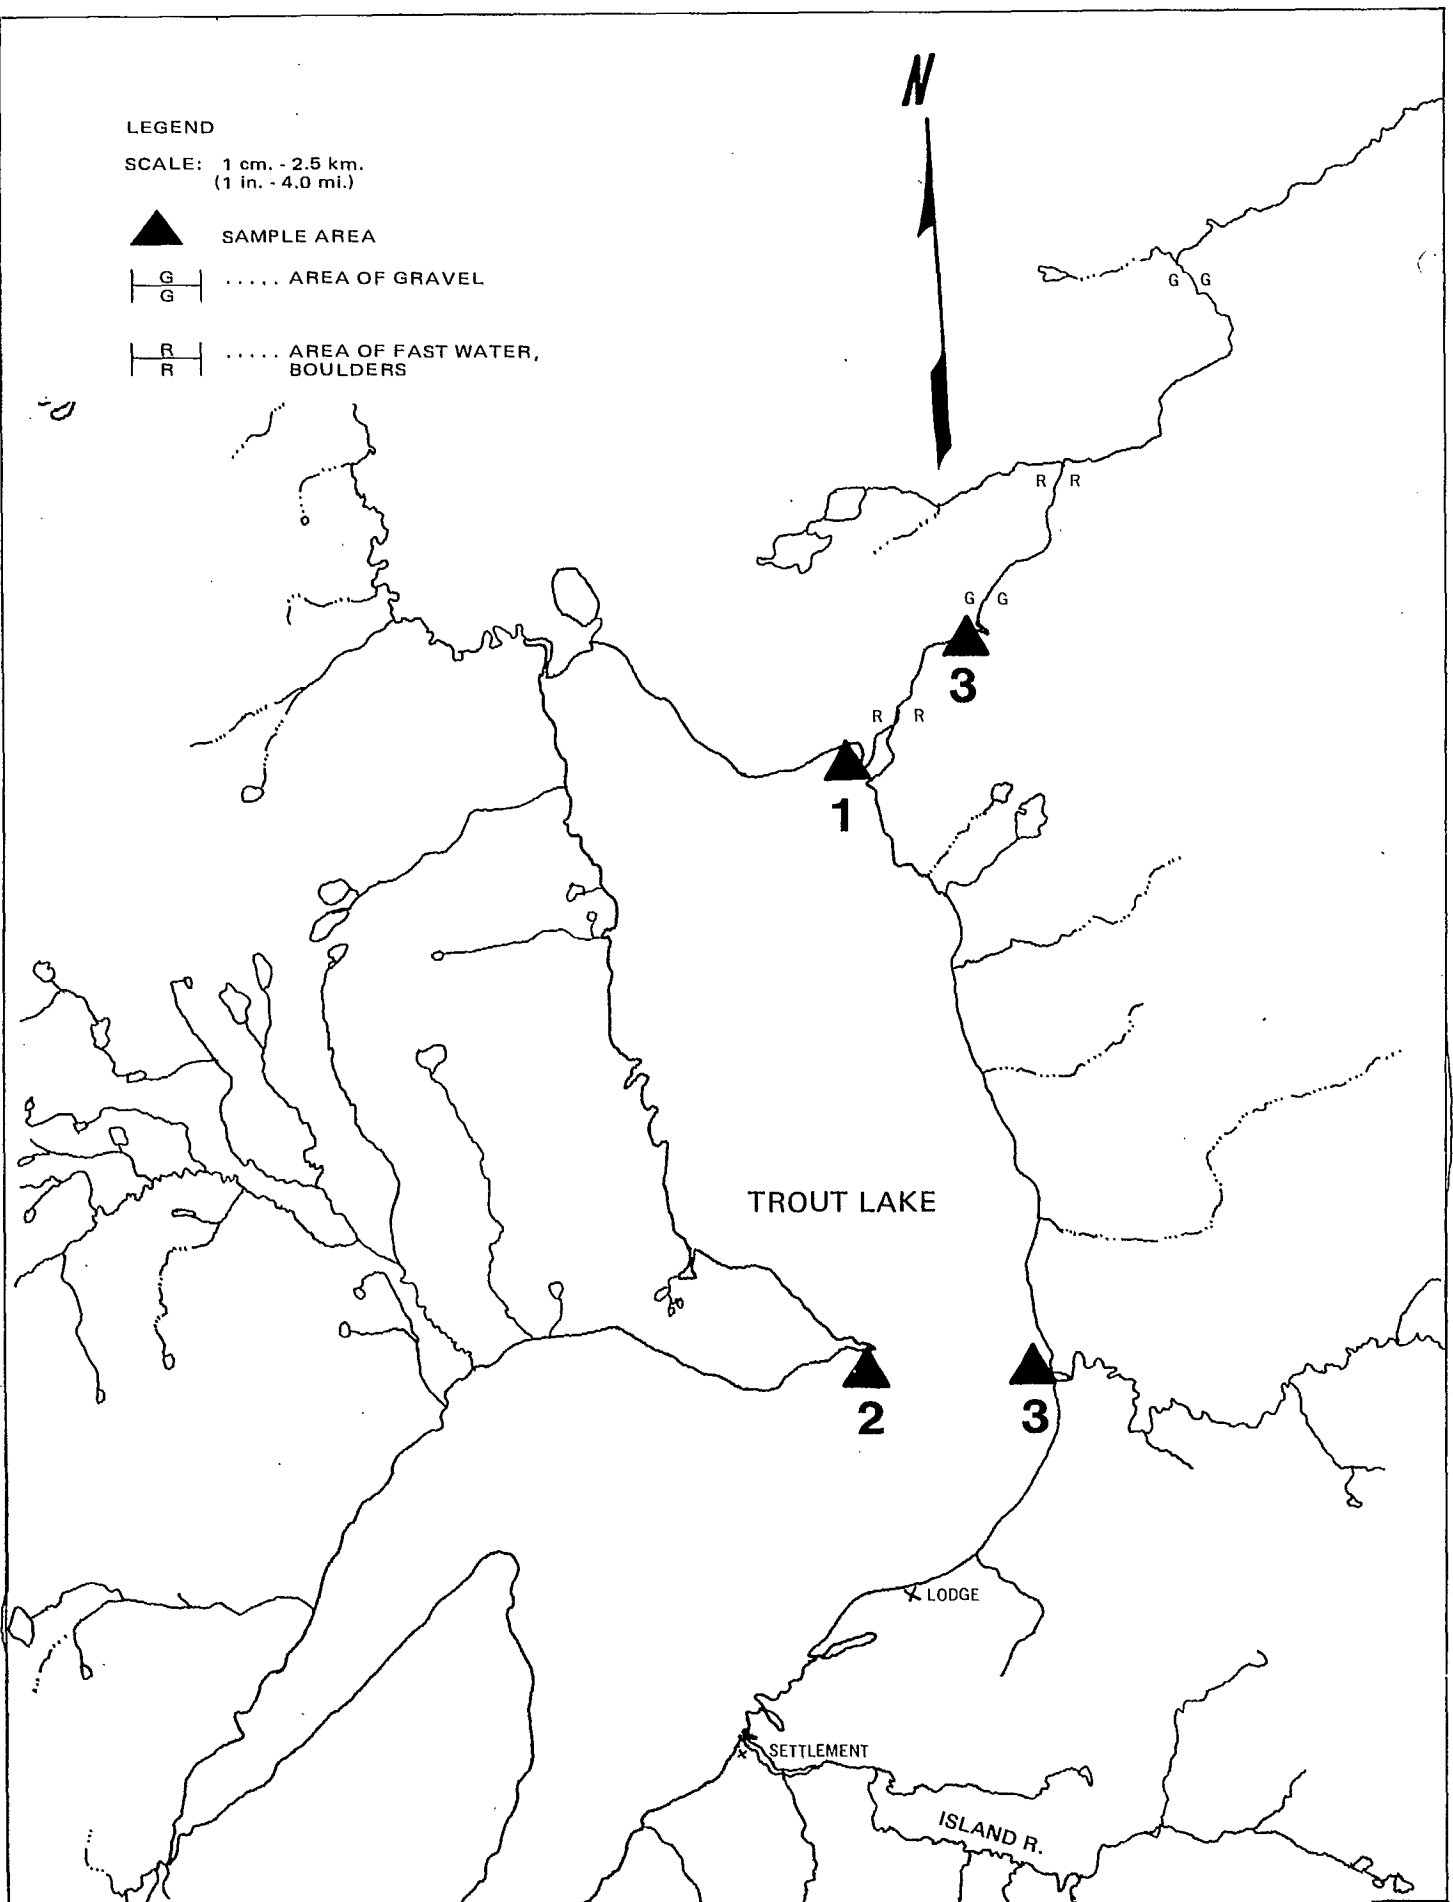 N
LEGEND
SCALE: 1 cm. - 2.5 km.
(1 in. - 4.0 mi.)
SAMPLE AREA
G
G
..... AREA OF GRAVEL
R
R
..... AREA OF FAST WATER,
BOULDERS
G G
R R
G G
3
R R
1
TROUT LAKE
2
3
LODGE
SETTLEMENT
ISLAND R.